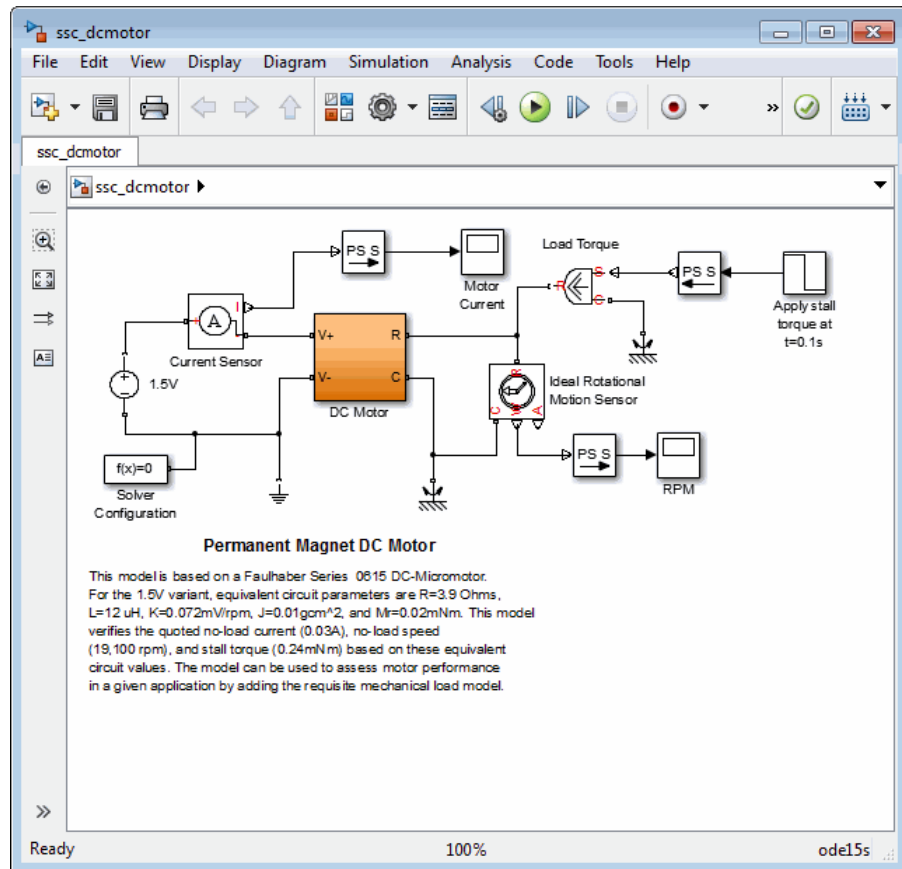 ssc_dcmotor
File Edit View Display Diagram Simulation Analysis Code Tools Help
»
ssc_dcmotor
ssc_dcmotor
PS S
Motor
Current
Load Torque
R
S
C
PS S
Apply stall
torque at
t=0.1s
+
I
A
-
Current Sensor
V+
R
V-
C
DC Motor
1.5V
R
C
W
A
Ideal Rotational
Motion Sensor
PS S
RPM
f(x)=0
Solver
Configuration
Permanent Magnet DC Motor
This model is based on a Faulhaber Series 0615 DC-Micromotor.
For the 1.5V variant, equivalent circuit parameters are R=3.9 Ohms,
L=12 uH, K=0.072mV/rpm, J=0.01gcm^2, and Mr=0.02mNm. This model
verifies the quoted no-load current (0.03A), no-load speed
(19,100 rpm), and stall torque (0.24mNm) based on these equivalent
circuit values. The model can be used to assess motor performance
in a given application by adding the requisite mechanical load model.
»
Ready 100% ode15s